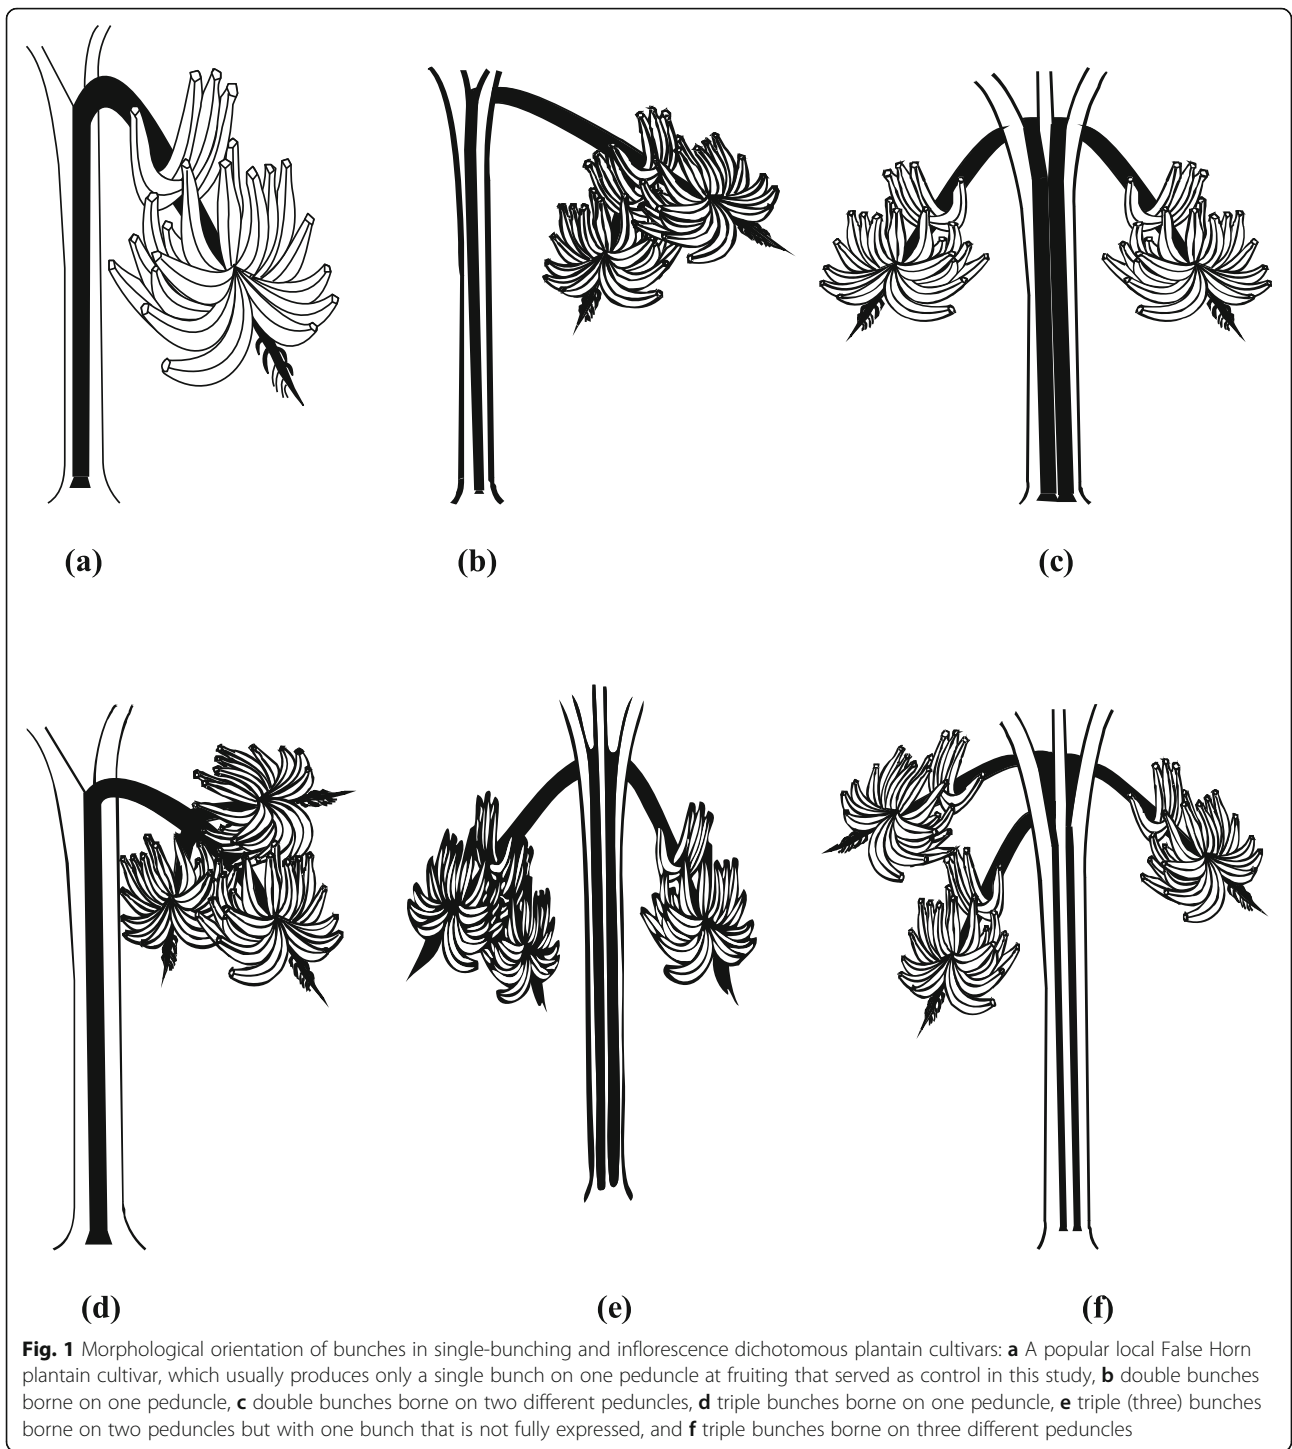 (a)
(b)
(c)
(d)
(e)
(f)
Fig. 1 Morphological orientation of bunches in single-bunching and inflorescence dichotomous plantain cultivars: a A popular local False Horn
plantain cultivar, which usually produces only a single bunch on one peduncle at fruiting that served as control in this study, b double bunches
borne on one peduncle, c double bunches borne on two different peduncles, d triple bunches borne on one peduncle, e triple (three) bunches
borne on two peduncles but with one bunch that is not fully expressed, and f triple bunches borne on three different peduncles